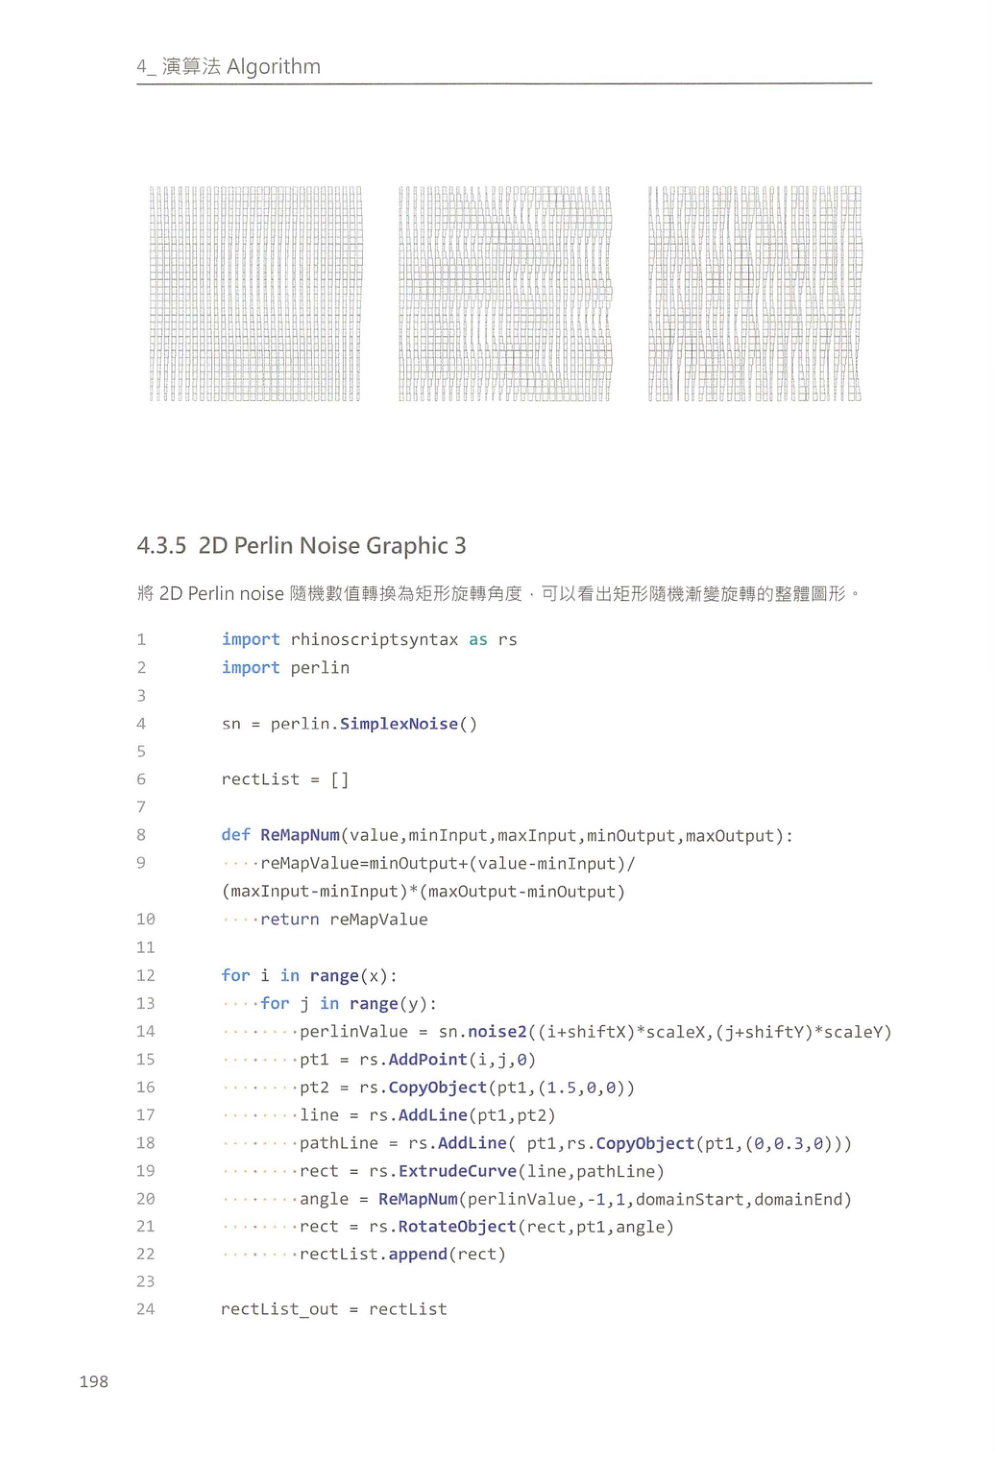 4_ 演算法 Algorithm
4.3.5 2D Perlin Noise Graphic 3
將 2D Perlin noise 隨機數值轉換為矩形旋轉角度，可以看出矩形隨機漸變旋轉的整體圖形。
1 import rhinoscriptsyntax as rs
2 import perlin
3
4 sn = perlin.SimplexNoise()
5
6 rectList = []
7
8 def ReMapNum(value,minInput,maxInput,minOutput,maxOutput):
9 ····reMapValue=minOutput+(value-minInput)/
(maxInput-minInput)*(maxOutput-minOutput)
10 ····return reMapValue
11
12 for i in range(x):
13 ····for j in range(y):
14 ········perlinValue = sn.noise2((i+shiftX)*scaleX,(j+shiftY)*scaleY)
15 ········pt1 = rs.AddPoint(i,j,0)
16 ········pt2 = rs.CopyObject(pt1,(1.5,0,0))
17 ········line = rs.AddLine(pt1,pt2)
18 ········pathLine = rs.AddLine( pt1,rs.CopyObject(pt1,(0,0.3,0)))
19 ········rect = rs.ExtrudeCurve(line,pathLine)
20 ········angle = ReMapNum(perlinValue,-1,1,domainStart,domainEnd)
21 ········rect = rs.RotateObject(rect,pt1,angle)
22 ········rectList.append(rect)
23
24 rectList_out = rectList
198